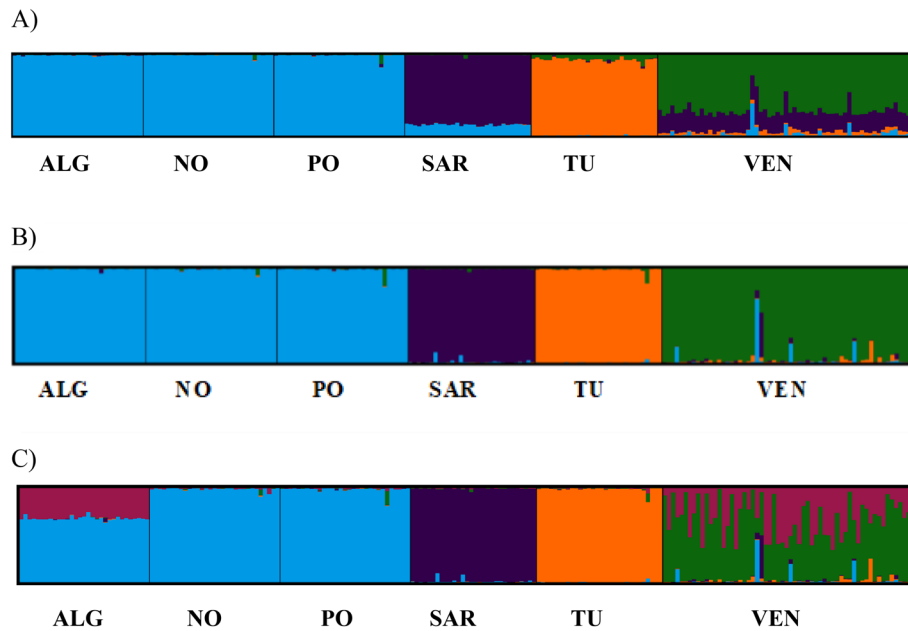 A)
ALG NO PO SAR TU VEN
B)
ALG NO PO SAR TU VEN
C)
ALG NO PO SAR TU VEN